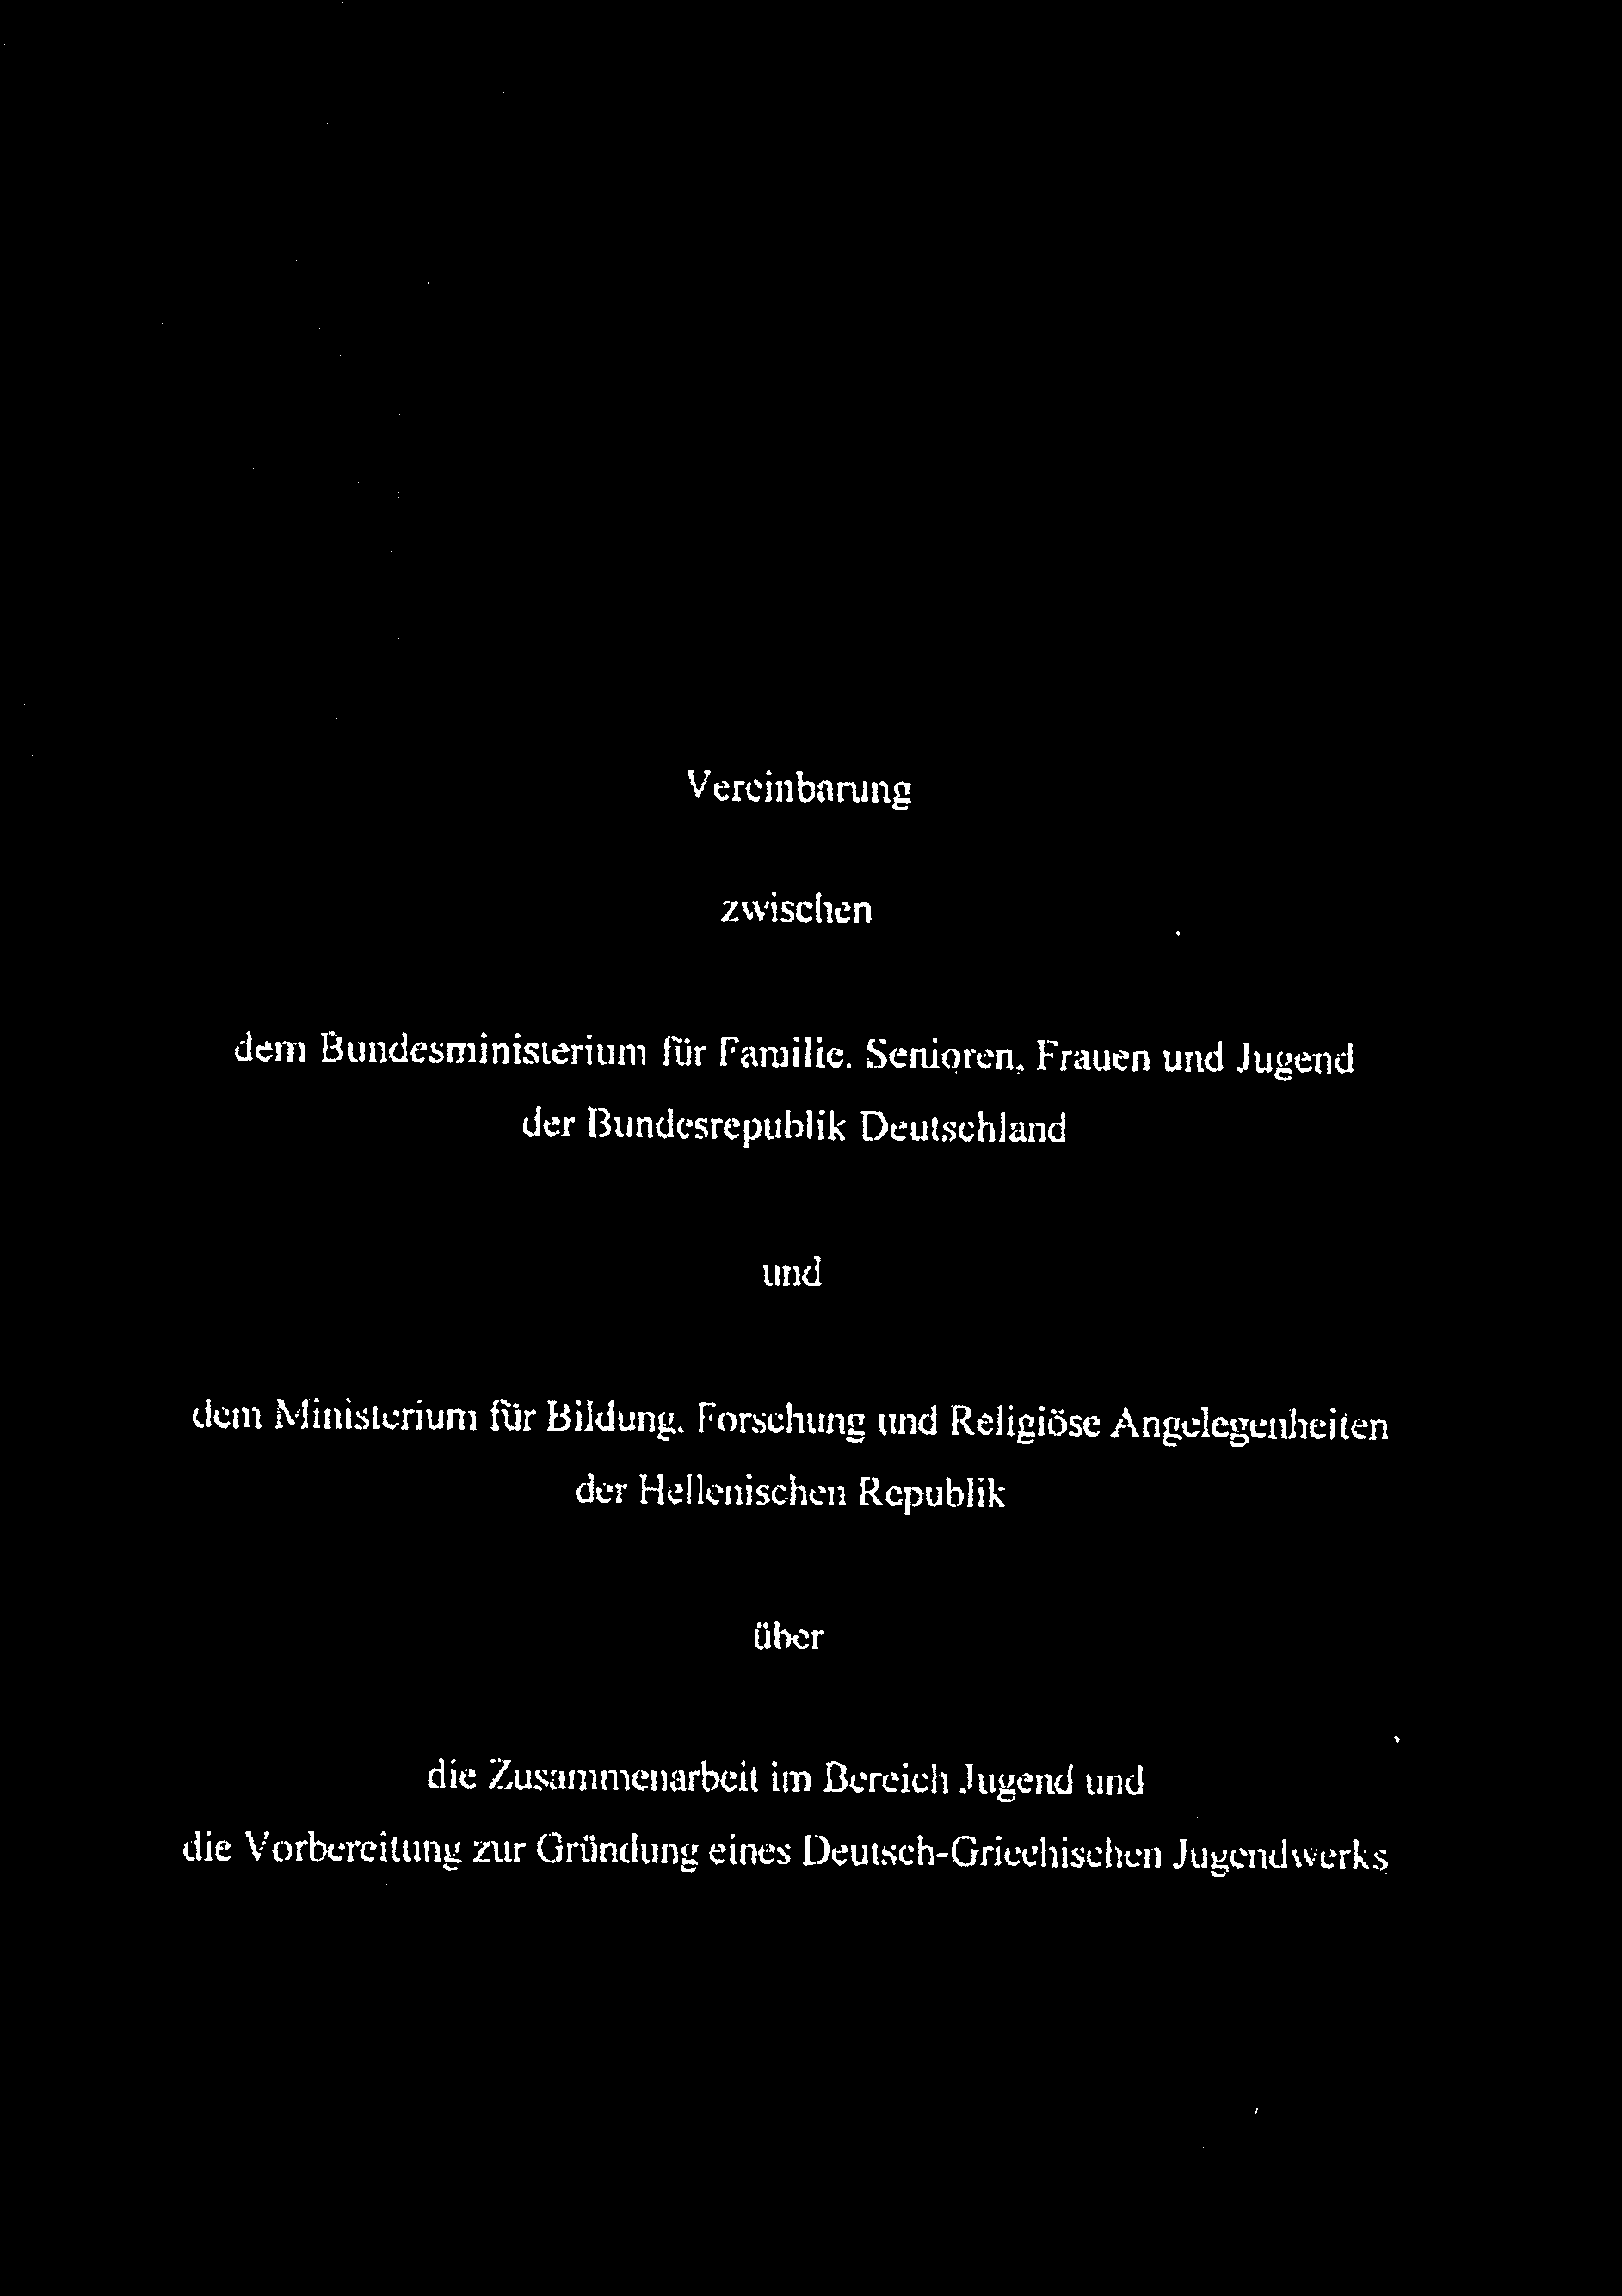 Vereinbarung
zwischen
dem Bundesministerium für Familie, Senioren, Frauen und Jugend
der Bundesrepublik Deutschland
und
dem Ministerium für Bildung, Forschung und Religiöse Angelegenheiten
der Hellenischen Republik
über
die Zusammenarbeit im Bereich Jugend und
die Vorbereitung zur Gründung eines Deutsch-Griechischen Jugendwerks